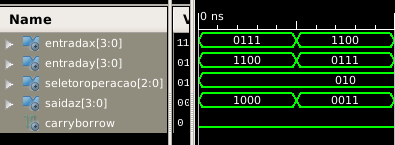 Name V 0 ns
entradax[3:0] 11 0111 1100
entraday[3:0] 01 1100 0111
seletoroperacao[2:0] 01 010
saidaz[3:0] 00 1000 0011
carryborrow 0